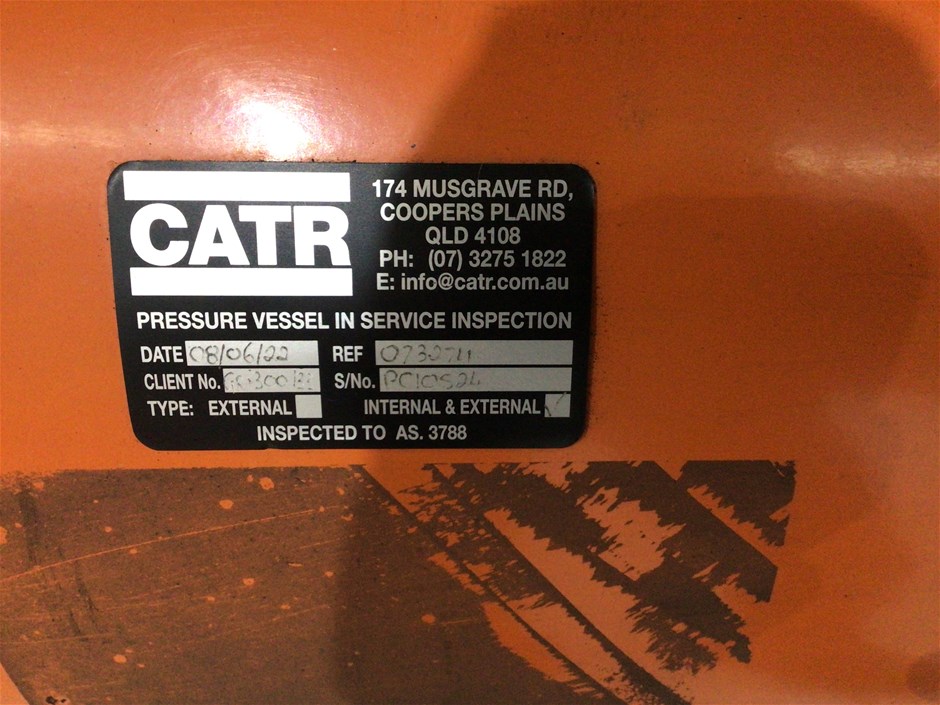 CATR
174 MUSGRAVE RD,
COOPERS PLAINS
QLD 4108
PH: (07) 3275 1822
E: info@catr.com.au
PRESSURE VESSEL IN SERVICE INSPECTION
DATE 08/06/22 REF
CLIENT No. S/No.
TYPE: EXTERNAL INTERNAL & EXTERNAL ✓
INSPECTED TO AS. 3788